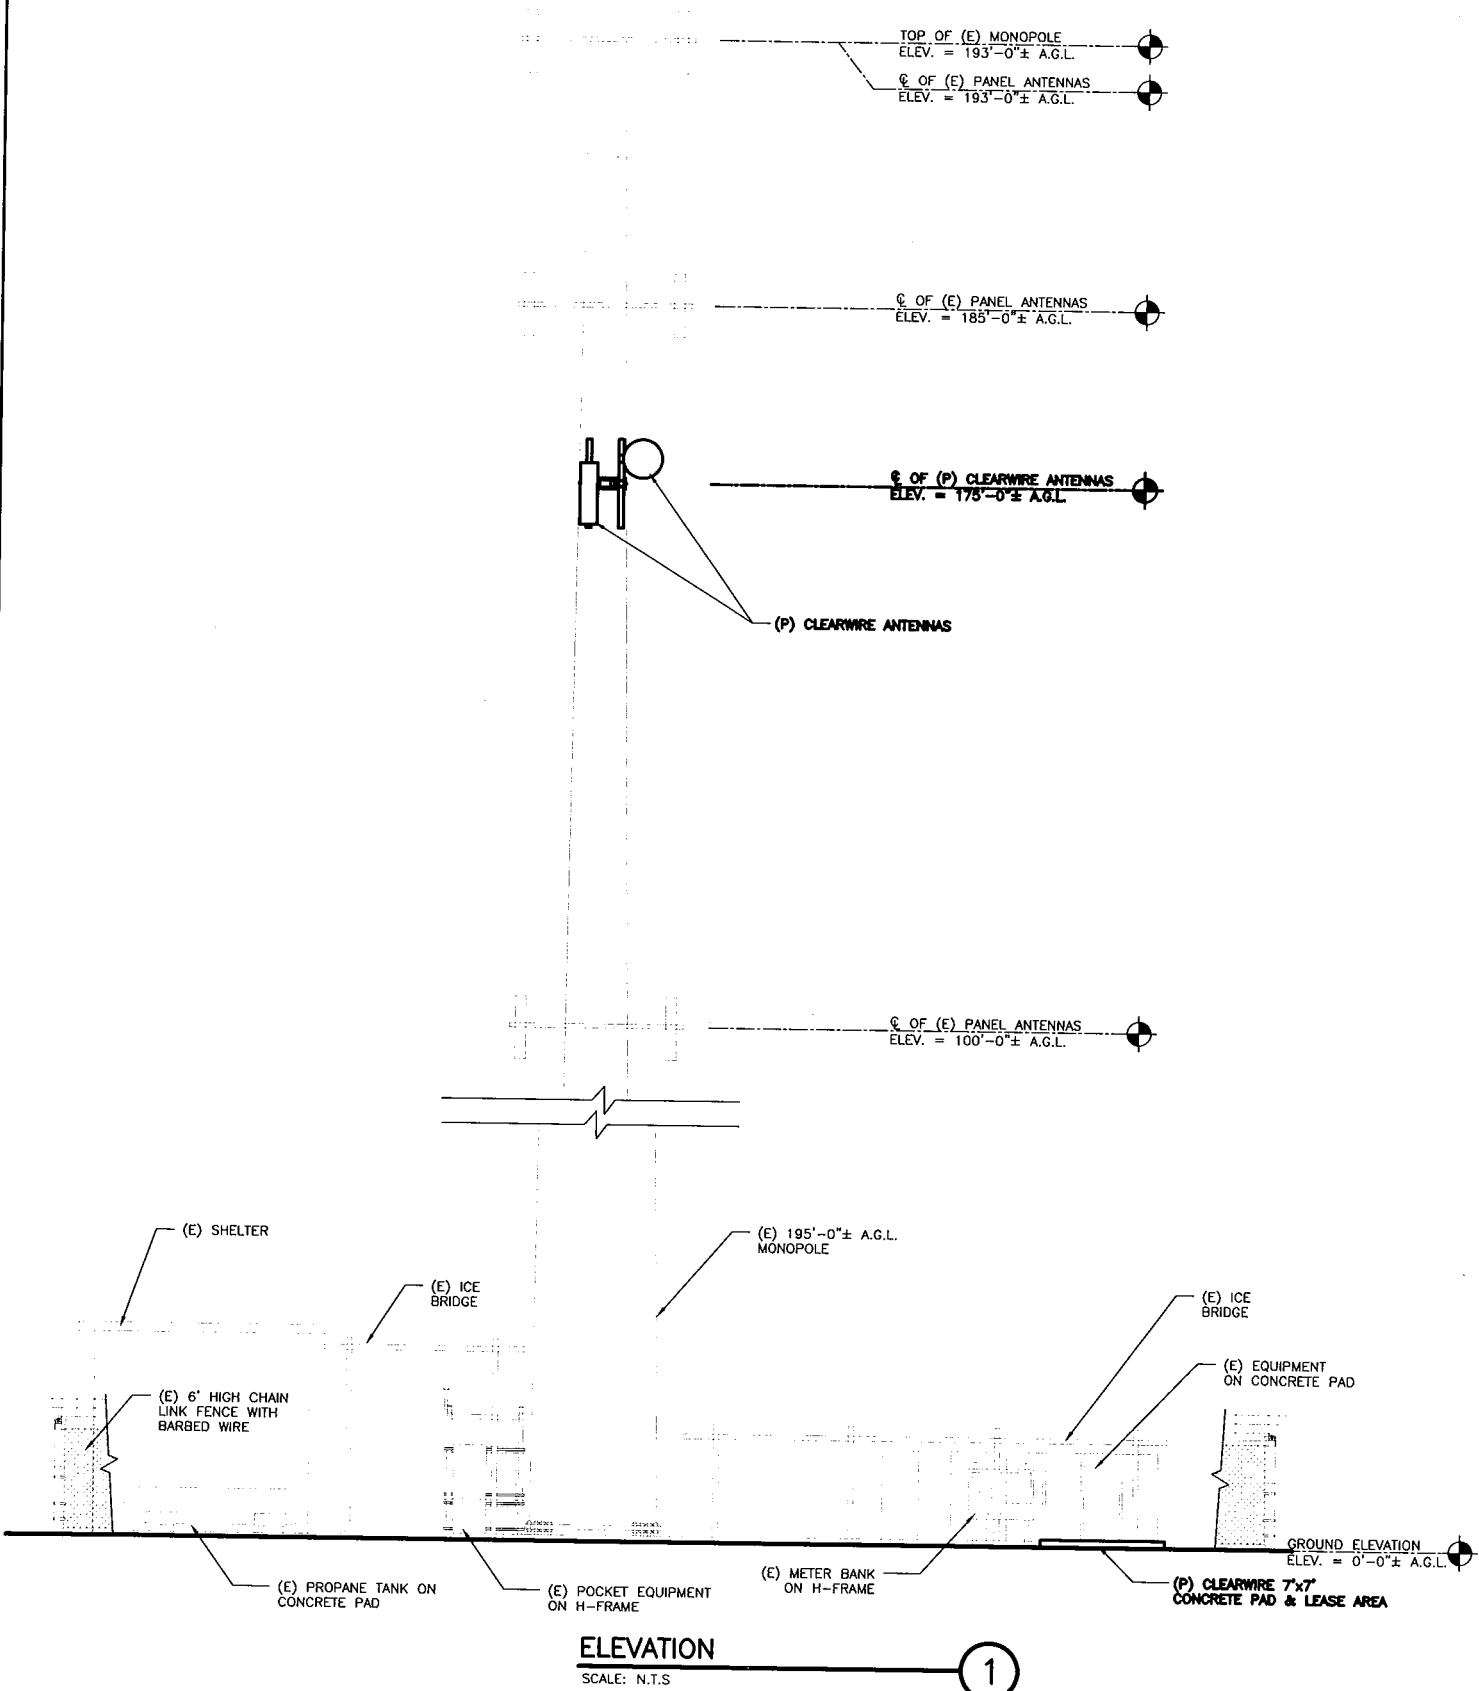 TOP OF (E) MONOPOLE
ELEV. = 193'-0"± A.G.L.
℄ OF (E) PANEL ANTENNAS
ELEV. = 193'-0"± A.G.L.
℄ OF (E) PANEL ANTENNAS
ELEV. = 185'-0"± A.G.L.
℄ OF (P) CLEARWIRE ANTENNAS
ELEV. = 175'-0"± A.G.L.
(P) CLEARWIRE ANTENNAS
℄ OF (E) PANEL ANTENNAS
ELEV. = 100'-0"± A.G.L.
(E) SHELTER
(E) 195'-0"± A.G.L.
MONOPOLE
(E) ICE
BRIDGE
(E) ICE
BRIDGE
(E) EQUIPMENT
ON CONCRETE PAD
(E) 6' HIGH CHAIN
LINK FENCE WITH
BARBED WIRE
GROUND ELEVATION
ELEV. = 0'-0"± A.G.L.
(E) METER BANK
ON H-FRAME
(P) CLEARWIRE 7'x7'
CONCRETE PAD & LEASE AREA
(E) PROPANE TANK ON
CONCRETE PAD
(E) POCKET EQUIPMENT
ON H-FRAME
ELEVATION
SCALE: N.T.S
1